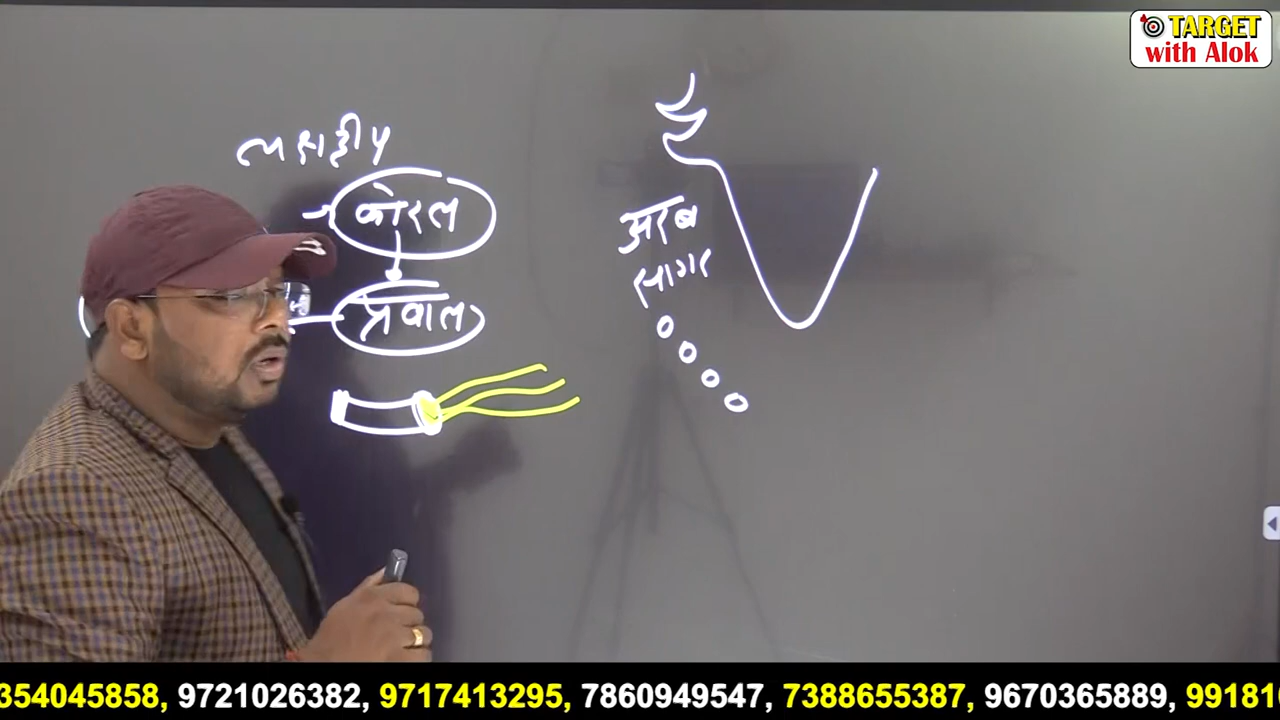 TARGET
with Alok
लक्षद्वीप
कोरल
प्रवाल
अरब
सागर
354045858, 9721026382, 9717413295, 7860949547, 7388655387, 9670365889, 99181